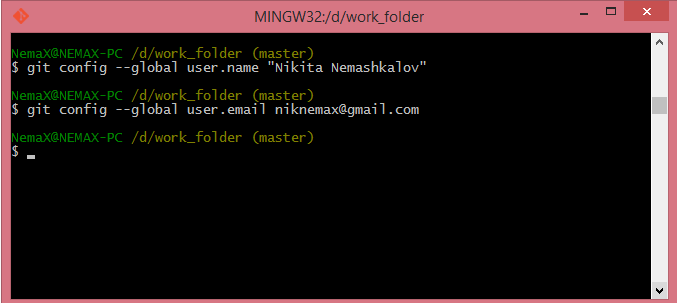 MINGW32:/d/work_folder
NemaX@NEMAX-PC /d/work_folder (master)
$ git config --global user.name "Nikita Nemashkalov"
NemaX@NEMAX-PC /d/work_folder (master)
$ git config --global user.email niknemax@gmail.com
NemaX@NEMAX-PC /d/work_folder (master)
$